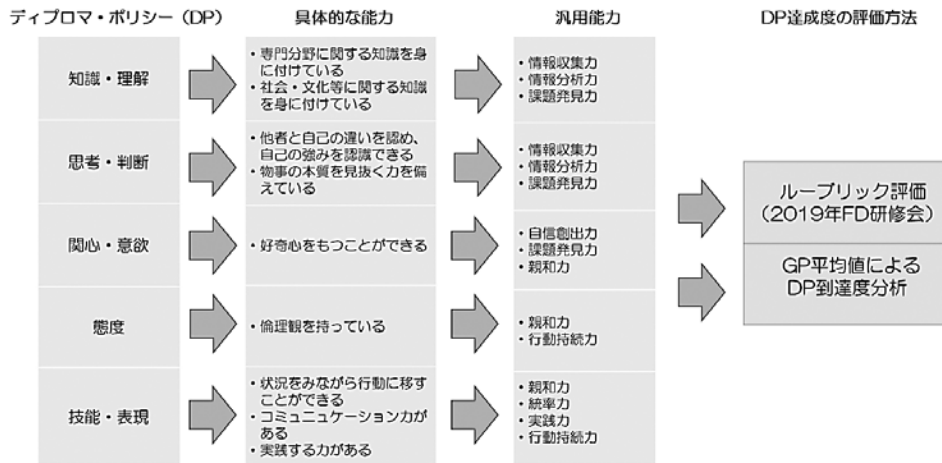 ディプロマ・ポリシー（DP）
具体的な能力
汎用能力
DP達成度の評価方法
知識・理解
・専門分野に関する知識を身
に付けている
・社会・文化等に関する知識
を身に付けている
・情報収集力
・情報分析力
・課題発見力
思考・判断
・他者と自己の違いを認め、
自己の強みを認識できる
・物事の本質を見抜く力を備
えている
・情報収集力
・情報分析力
・課題発見力
関心・意欲
・好奇心をもつことができる
・自信創出力
・課題発見力
・親和力
態度
・倫理観を持っている
・親和力
・行動持続力
技能・表現
・状況をみながら行動に移す
ことができる
・コミュニュケーション力が
ある
・実践する力がある
・親和力
・統率力
・実践力
・行動持続力
ルーブリック評価
（2019年FD研修会）
GP平均値による
DP到達度分析